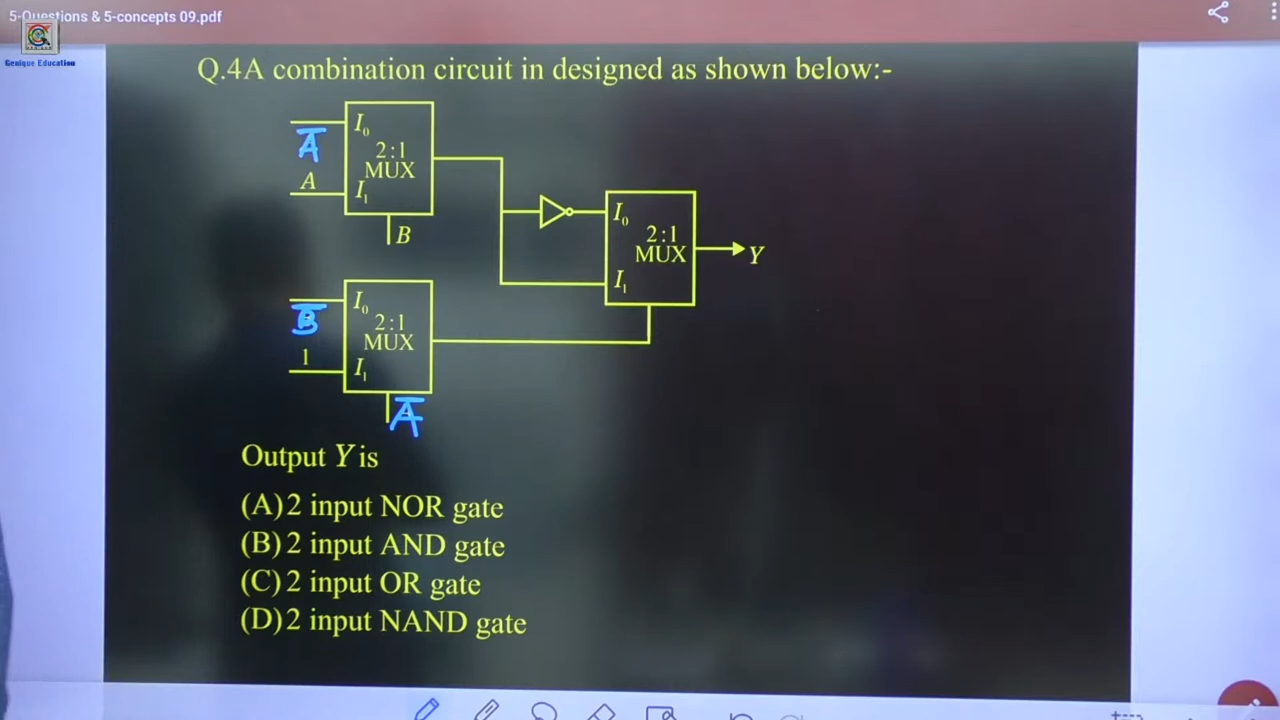 5-Questions & 5-concepts 09.pdf
Genique Education
Q.4A combination circuit in designed as shown below:-
I₀
A̅
2:1
MUX
A
I₁
B
I₀
2:1
MUX
Y
I₁
I₀
B̅
2:1
MUX
1
I₁
A̅
Output Y is
(A) 2 input NOR gate
(B) 2 input AND gate
(C) 2 input OR gate
(D) 2 input NAND gate